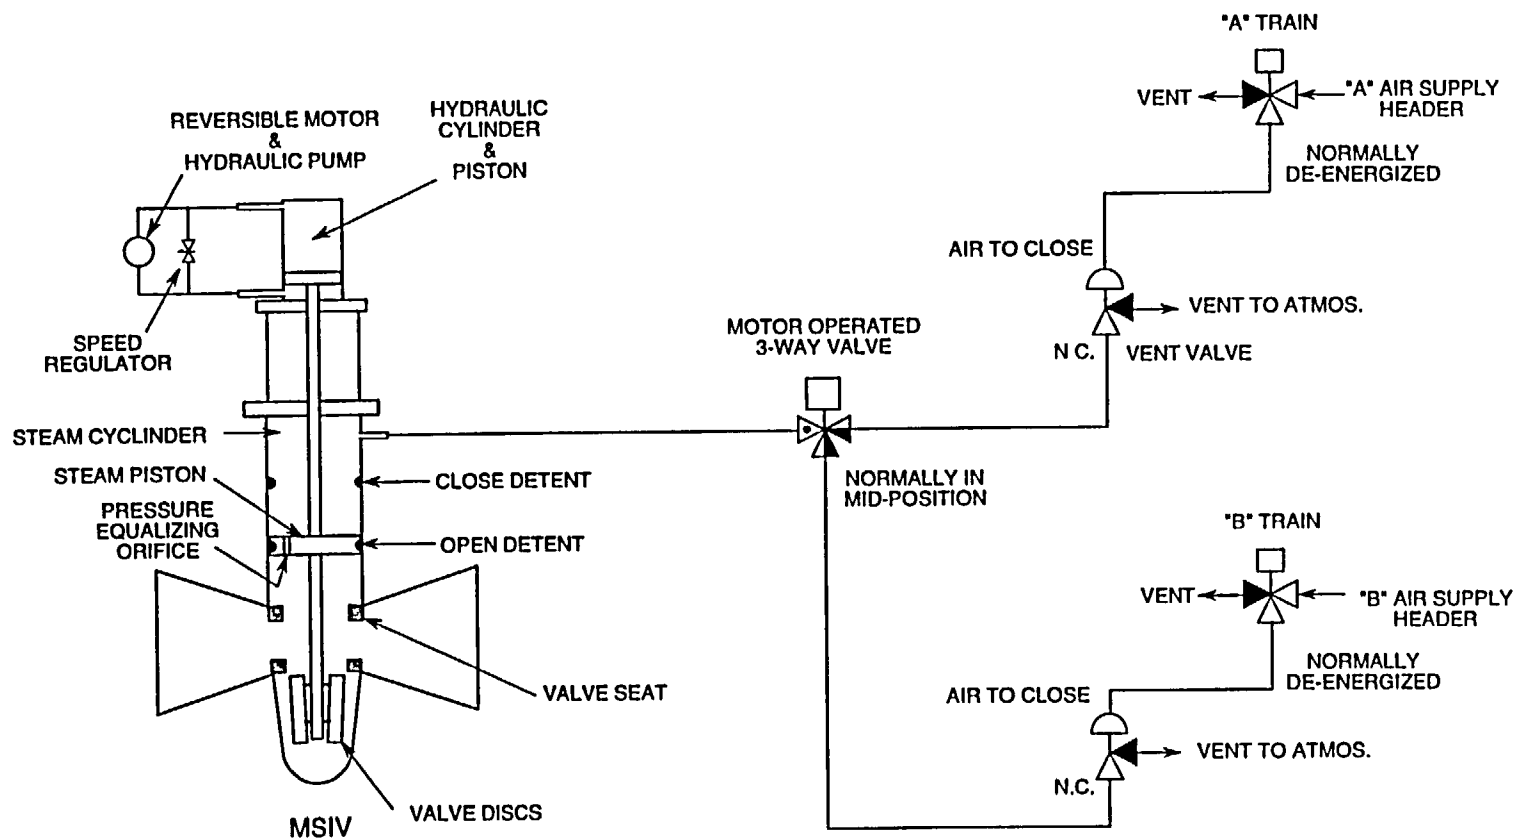 "A" TRAIN
VENT
"A" AIR SUPPLY
HEADER
NORMALLY
DE-ENERGIZED
REVERSIBLE MOTOR
&
HYDRAULIC PUMP
HYDRAULIC
CYLINDER
&
PISTON
AIR TO CLOSE
VENT TO ATMOS.
N C.
VENT VALVE
SPEED
REGULATOR
MOTOR OPERATED
3-WAY VALVE
STEAM CYCLINDER
STEAM PISTON
CLOSE DETENT
NORMALLY IN
MID-POSITION
PRESSURE
EQUALIZING
ORIFICE
OPEN DETENT
"B" TRAIN
VENT
"B" AIR SUPPLY
HEADER
NORMALLY
DE-ENERGIZED
VALVE SEAT
AIR TO CLOSE
VENT TO ATMOS.
N.C.
VALVE DISCS
MSIV